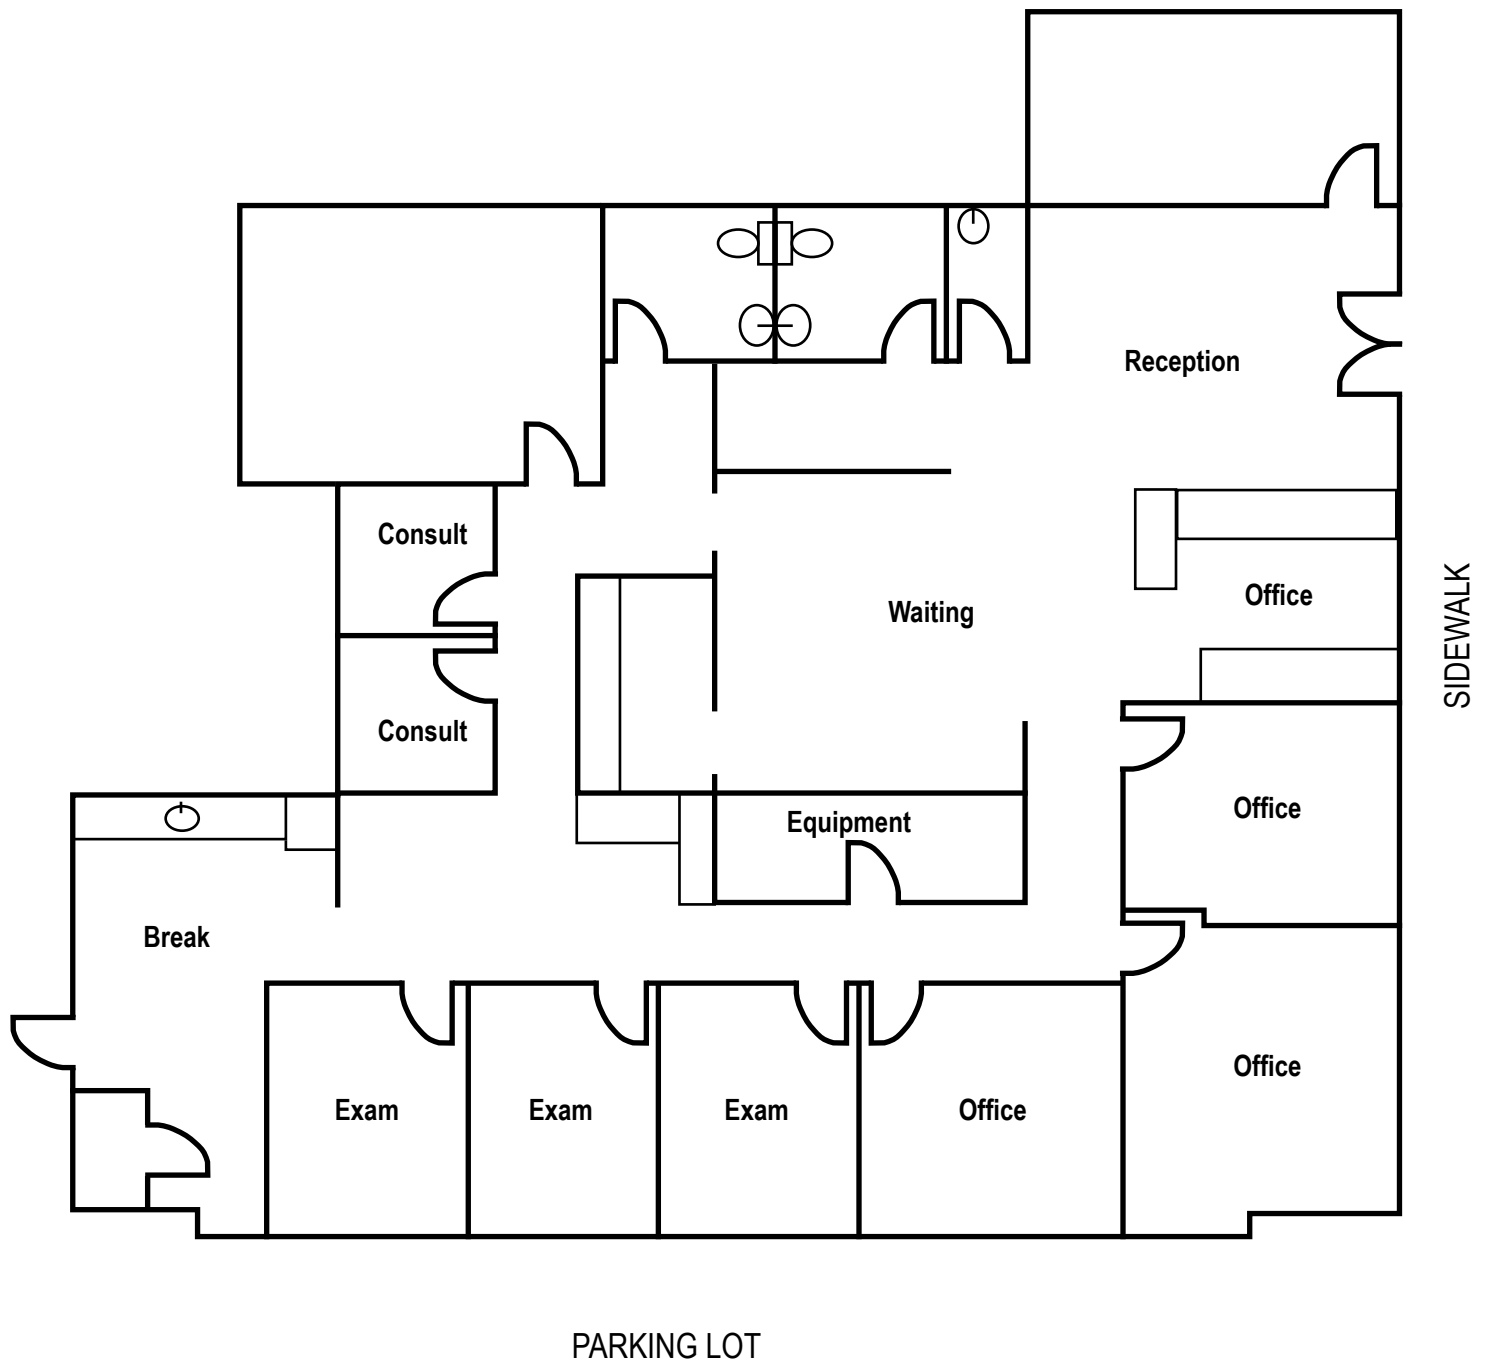 Reception
Consult
Office
Waiting
SIDEWALK
Consult
Office
Equipment
Break
Office
Exam
Exam
Exam
Office
PARKING LOT